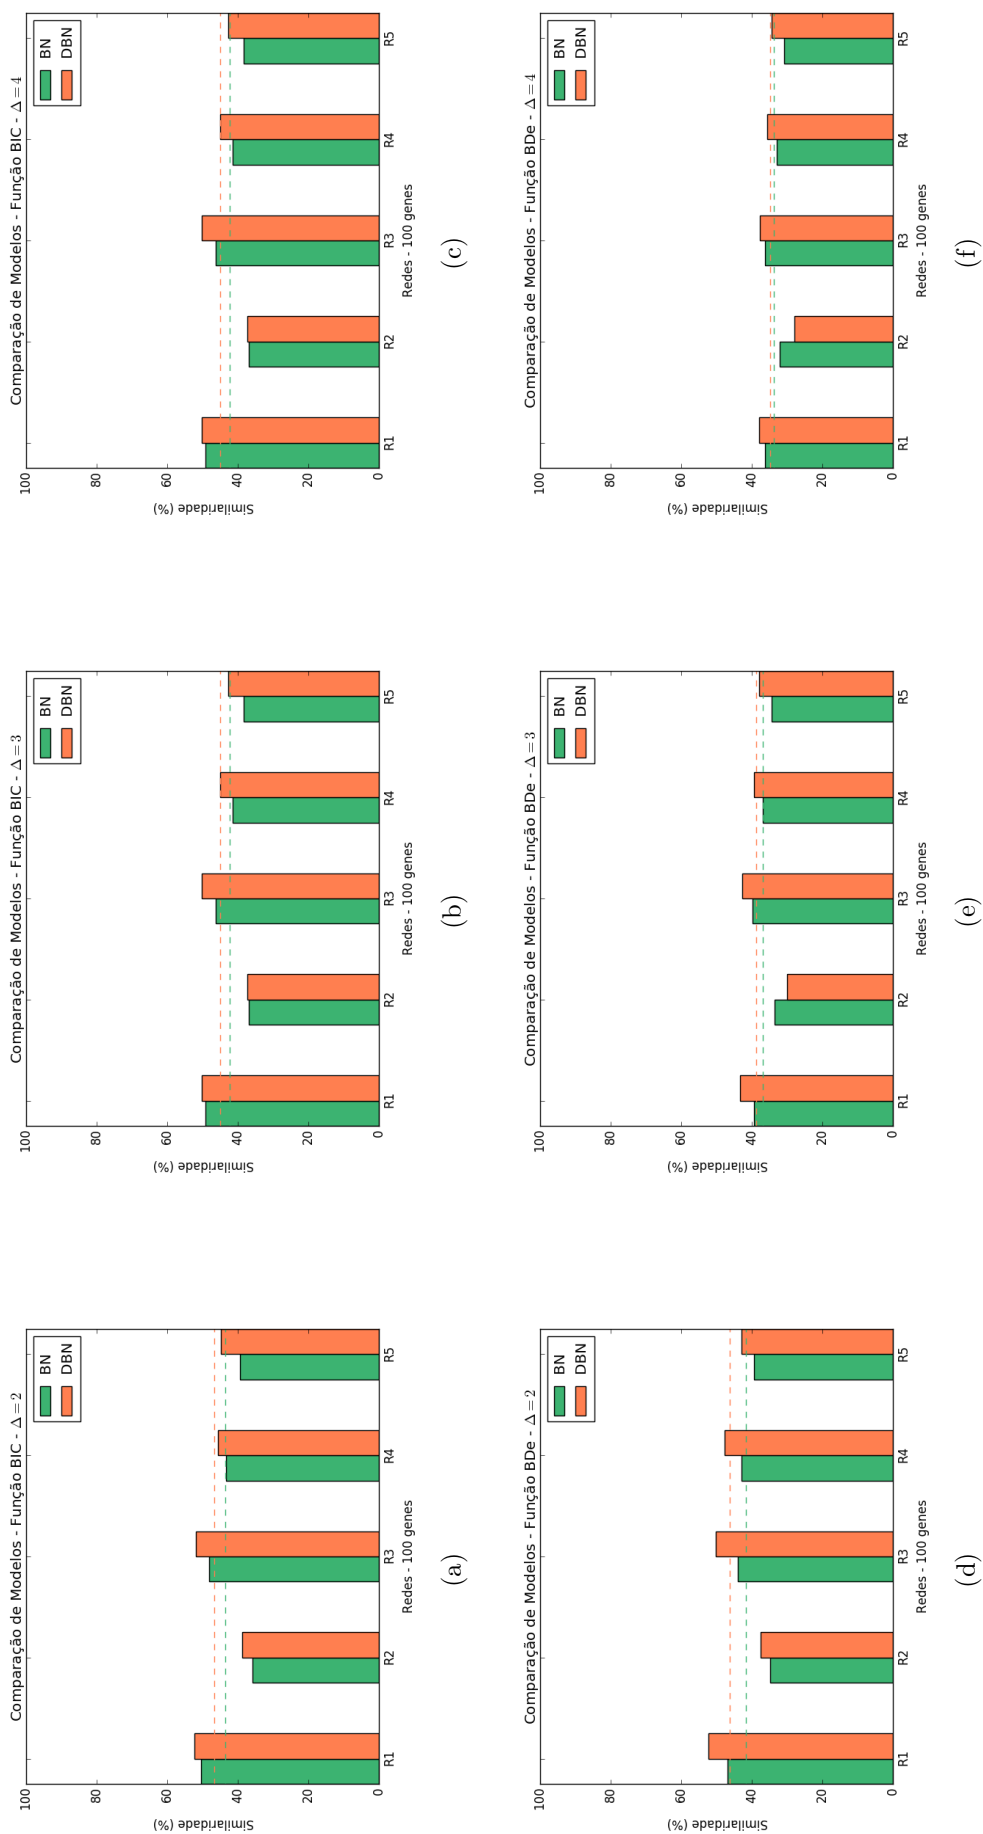 Comparação de Modelos - Função BIC - Δ = 2
BN
DBN
100
80
60
40
20
0
Similaridade (%)
R1
R2
R3
R4
R5
Redes - 100 genes
(a)
Comparação de Modelos - Função BIC - Δ = 3
BN
DBN
100
80
60
40
20
0
Similaridade (%)
R1
R2
R3
R4
R5
Redes - 100 genes
(b)
Comparação de Modelos - Função BIC - Δ = 4
BN
DBN
100
80
60
40
20
0
Similaridade (%)
R1
R2
R3
R4
R5
Redes - 100 genes
(c)
Comparação de Modelos - Função BDe - Δ = 2
BN
DBN
100
80
60
40
20
0
Similaridade (%)
R1
R2
R3
R4
R5
Redes - 100 genes
(d)
Comparação de Modelos - Função BDe - Δ = 3
BN
DBN
100
80
60
40
20
0
Similaridade (%)
R1
R2
R3
R4
R5
Redes - 100 genes
(e)
Comparação de Modelos - Função BDe - Δ = 4
BN
DBN
100
80
60
40
20
0
Similaridade (%)
R1
R2
R3
R4
R5
Redes - 100 genes
(f)